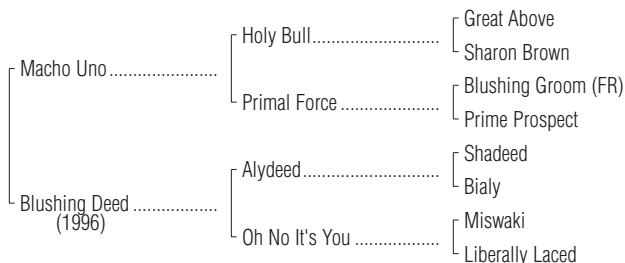 Great Above
Holy Bull
Sharon Brown
Macho Uno
Blushing Groom (FR)
Primal Force
Prime Prospect
Shadeed
Alydeed
Bialy
Blushing Deed
(1996)
Miswaki
Oh No It's You
Liberally Laced